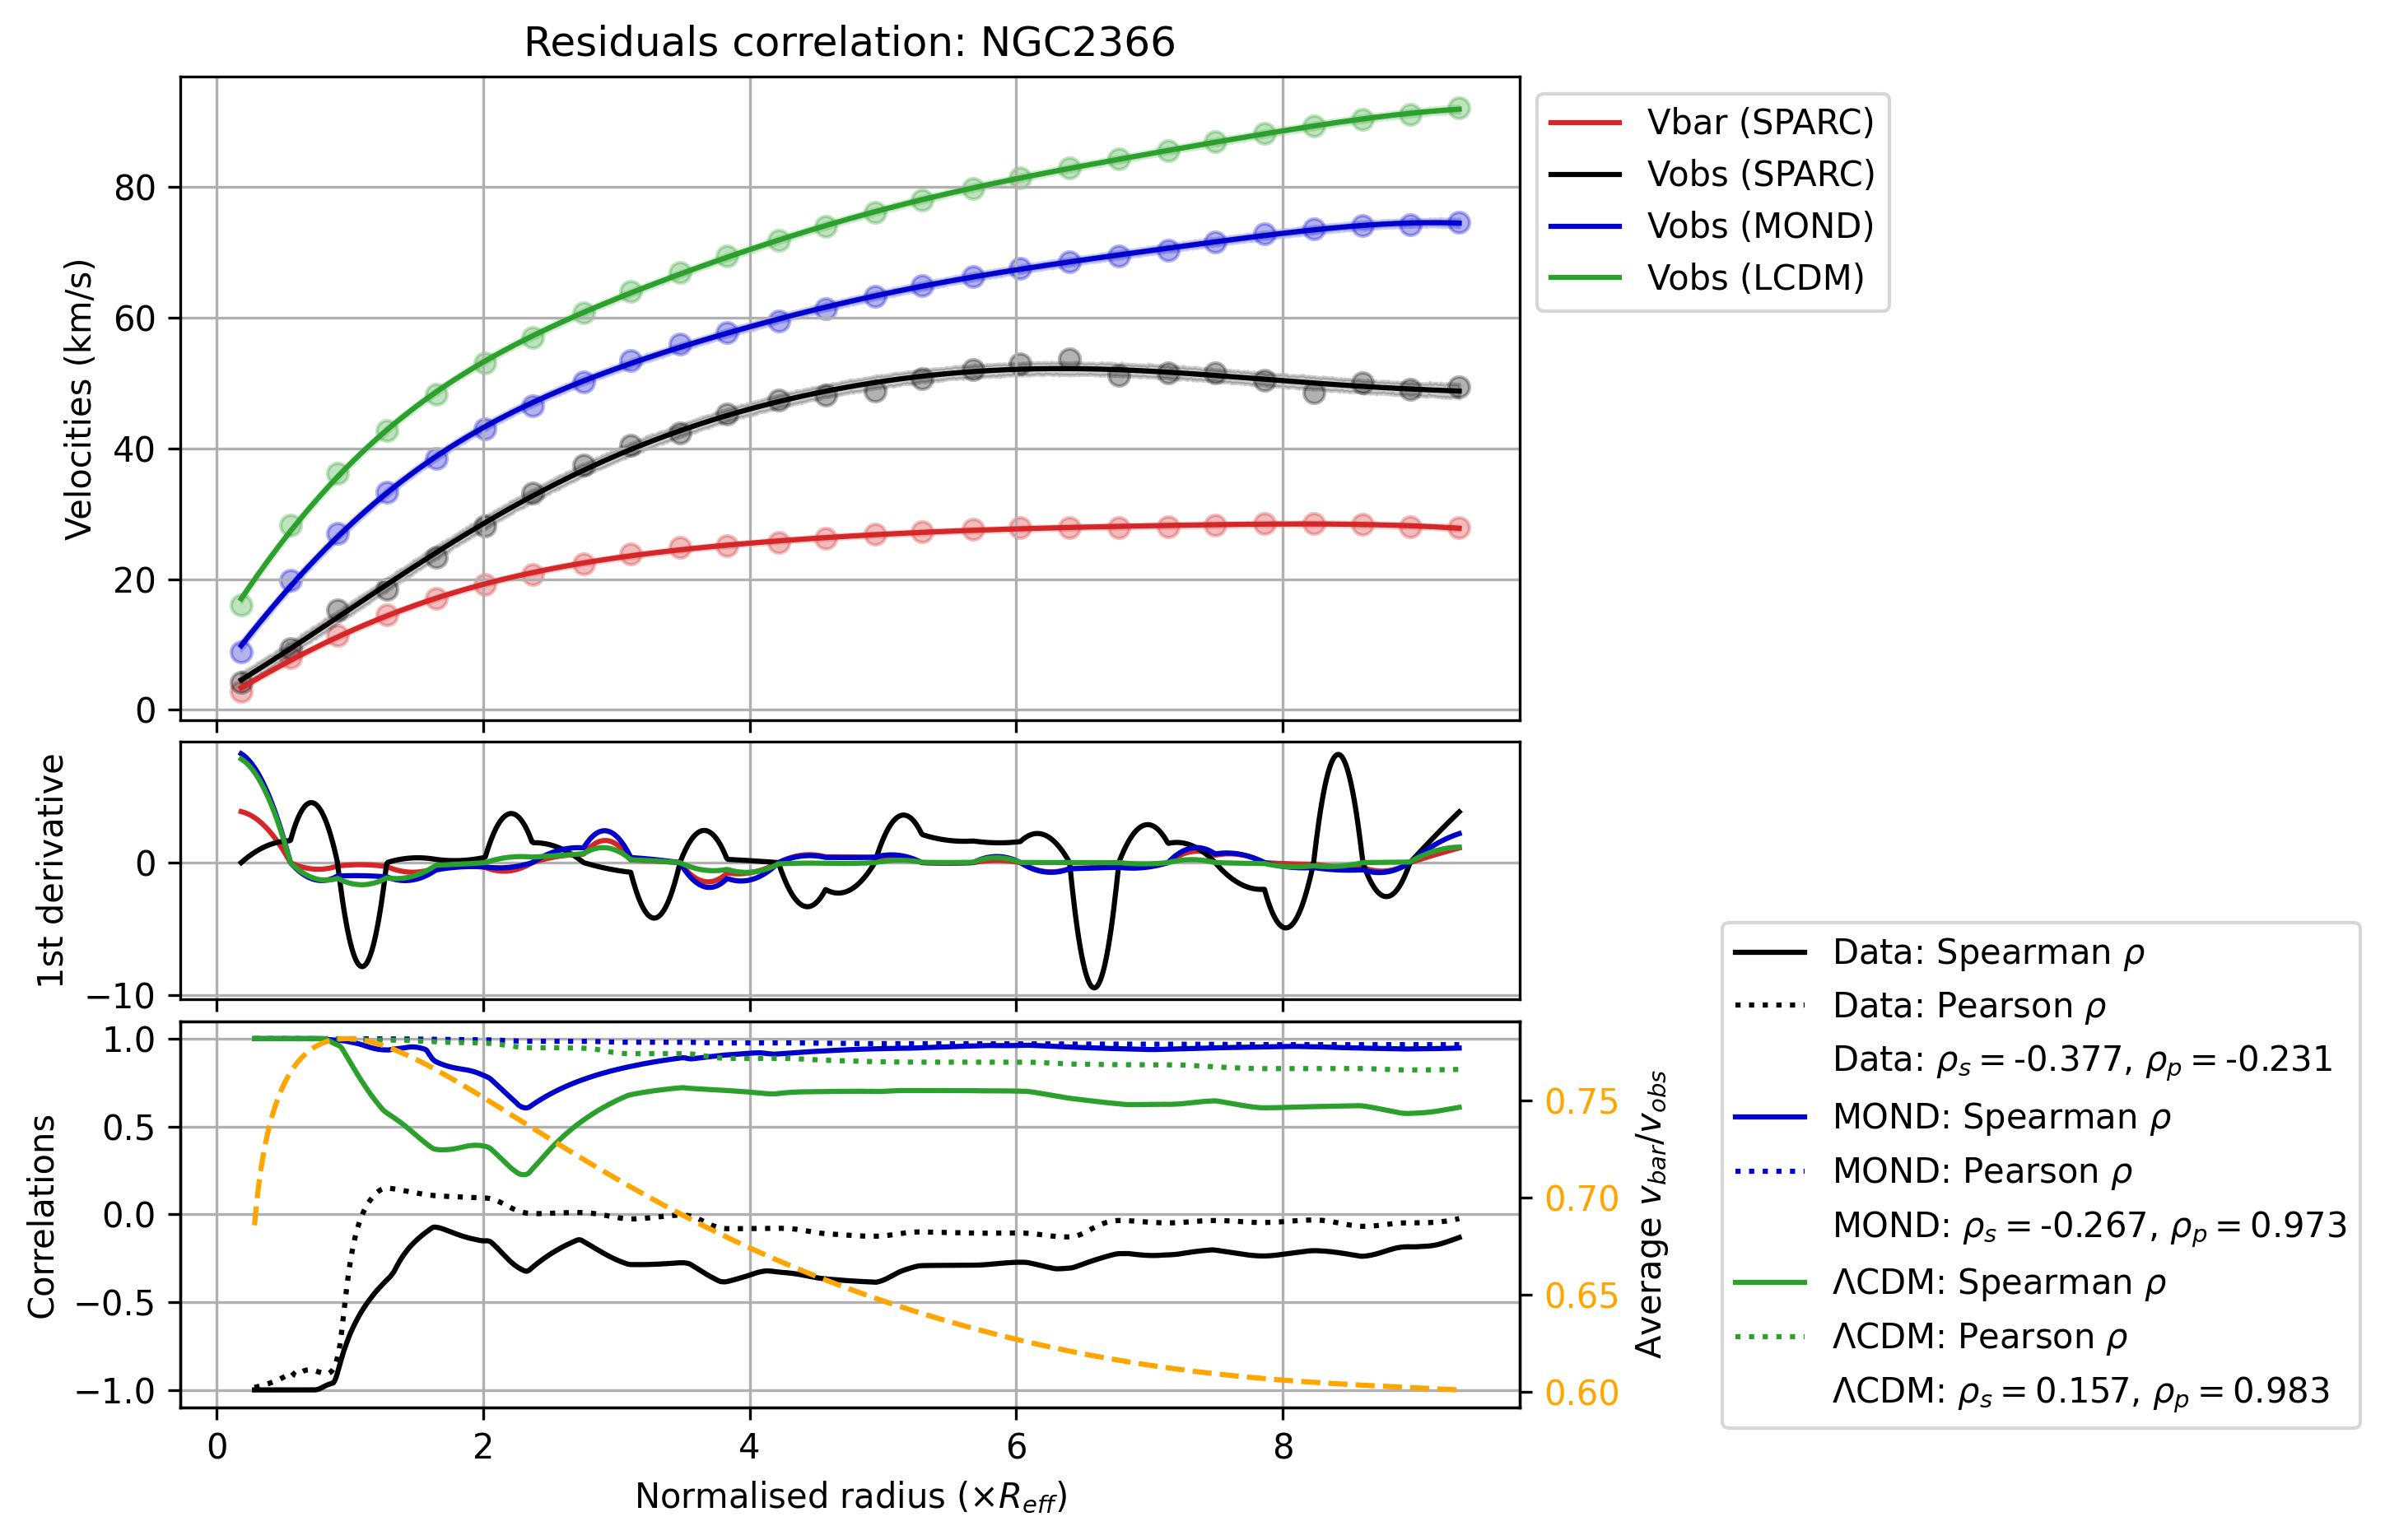 Residuals correlation: NGC2366
Velocities (km/s)
80
60
40
20
0
Vbar (SPARC)
Vobs (SPARC)
Vobs (MOND)
Vobs (LCDM)
1st derivative
0
−10
Correlations
1.0
0.5
0.0
−0.5
−1.0
0.75
0.70
0.65
0.60
Average v_bar/v_obs
0 2 4 6 8
Normalised radius (×R_eff)
Data: Spearman ρ
Data: Pearson ρ
Data: ρ_s = -0.377, ρ_p = -0.231
MOND: Spearman ρ
MOND: Pearson ρ
MOND: ρ_s = -0.267, ρ_p = 0.973
ΛCDM: Spearman ρ
ΛCDM: Pearson ρ
ΛCDM: ρ_s = 0.157, ρ_p = 0.983